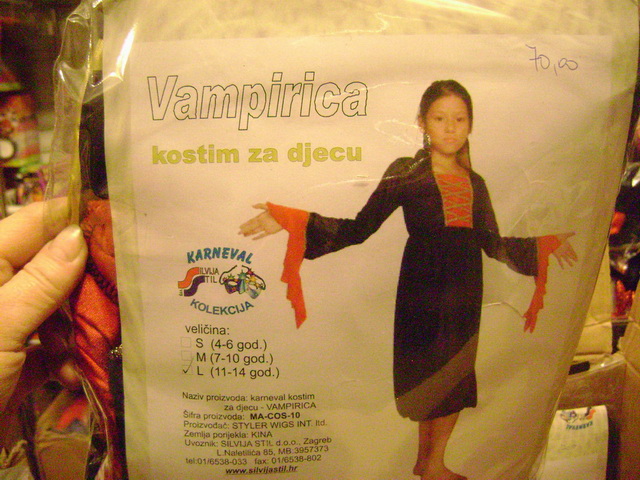 70,00
Vampirica
kostim za djecu
KARNEVAL
SILVIJA
STIL
KOLEKCIJA
veličina:
S (4-6 god.)
M (7-10 god.)
L (11-14 god.)
Naziv proizvoda: karneval kostim
za djecu - VAMPIRICA
Šifra proizvoda: MA-COS-10
Proizvođač: STYLER WIGS INT. ltd.
Zemlja porijekla: KINA
Uvoznik: SILVIJA STIL d.o.o., Zagreb
L.Naletilića 85, MB:3957373
tel:01/6538-033 fax: 01/6538-802
www.silvijastil.hr